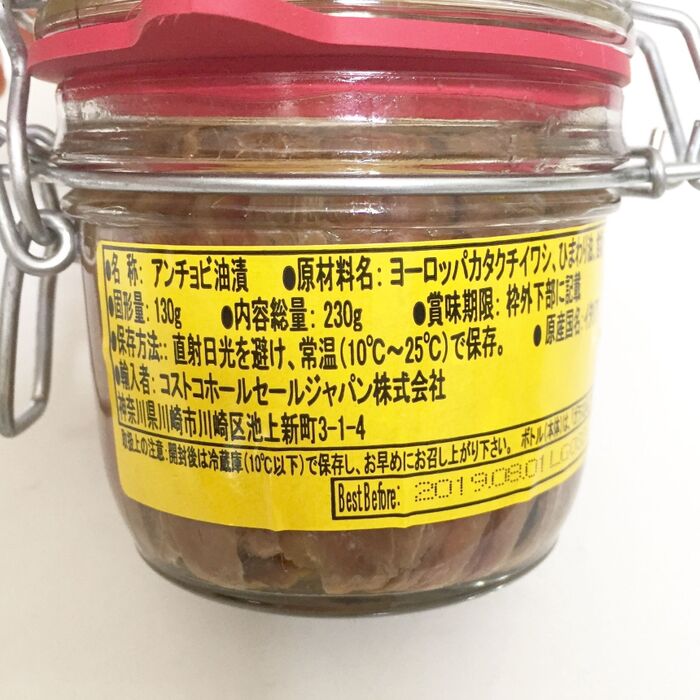 ●名 称: アンチョビ油漬 ●原材料名: ヨーロッパカタクチイワシ、ひまわり油、
●固形量: 130g ●内容総量: 230g ●賞味期限: 枠外下部に記載
●保存方法:: 直射日光を避け、常温(10℃～25℃)で保存。 ●原産国名:
●輸入者: コストコホールセールジャパン株式会社
神奈川県川崎市川崎区池上新町3-1-4
取扱上の注意: 開封後は冷蔵庫(10℃以下)で保存し、お早めにお召し上がり下さい。 ボトル(本体)は、
Best Before: 2019.08.01